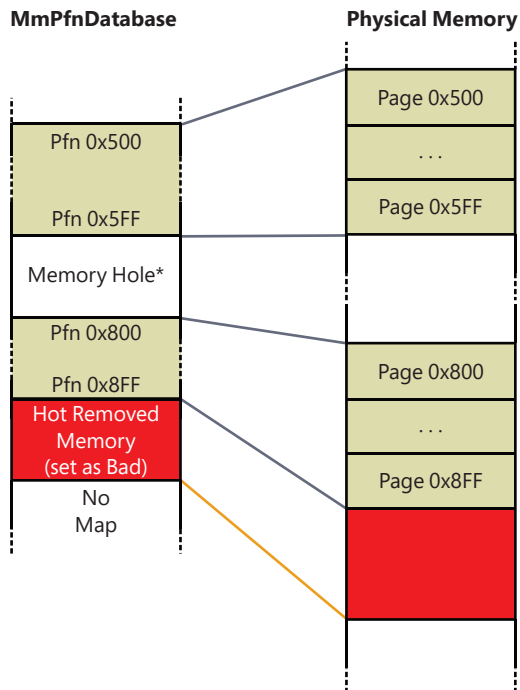 MmPfnDatabase
Physical Memory
Pfn 0x500
Pfn 0x5FF
Memory Hole*
Pfn 0x800
Pfn 0x8FF
Hot Removed
Memory
(set as Bad)
No
Map
Page 0x500
...
Page 0x5FF
Page 0x800
...
Page 0x8FF